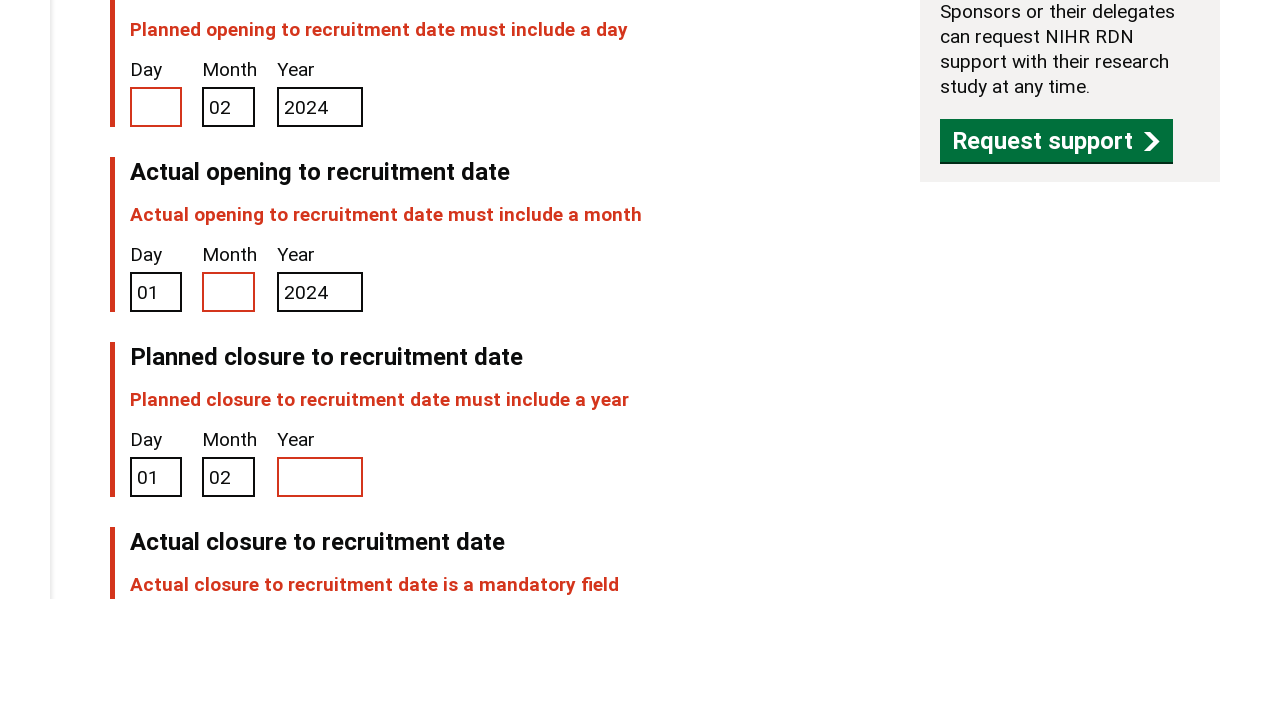 Planned opening to recruitment date must include a day
Day Month Year
02 2024
Actual opening to recruitment date
Actual opening to recruitment date must include a month
Day Month Year
01 2024
Planned closure to recruitment date
Planned closure to recruitment date must include a year
Day Month Year
01 02
Actual closure to recruitment date
Actual closure to recruitment date is a mandatory field
Sponsors or their delegates
can request NIHR RDN
support with their research
study at any time.
Request support